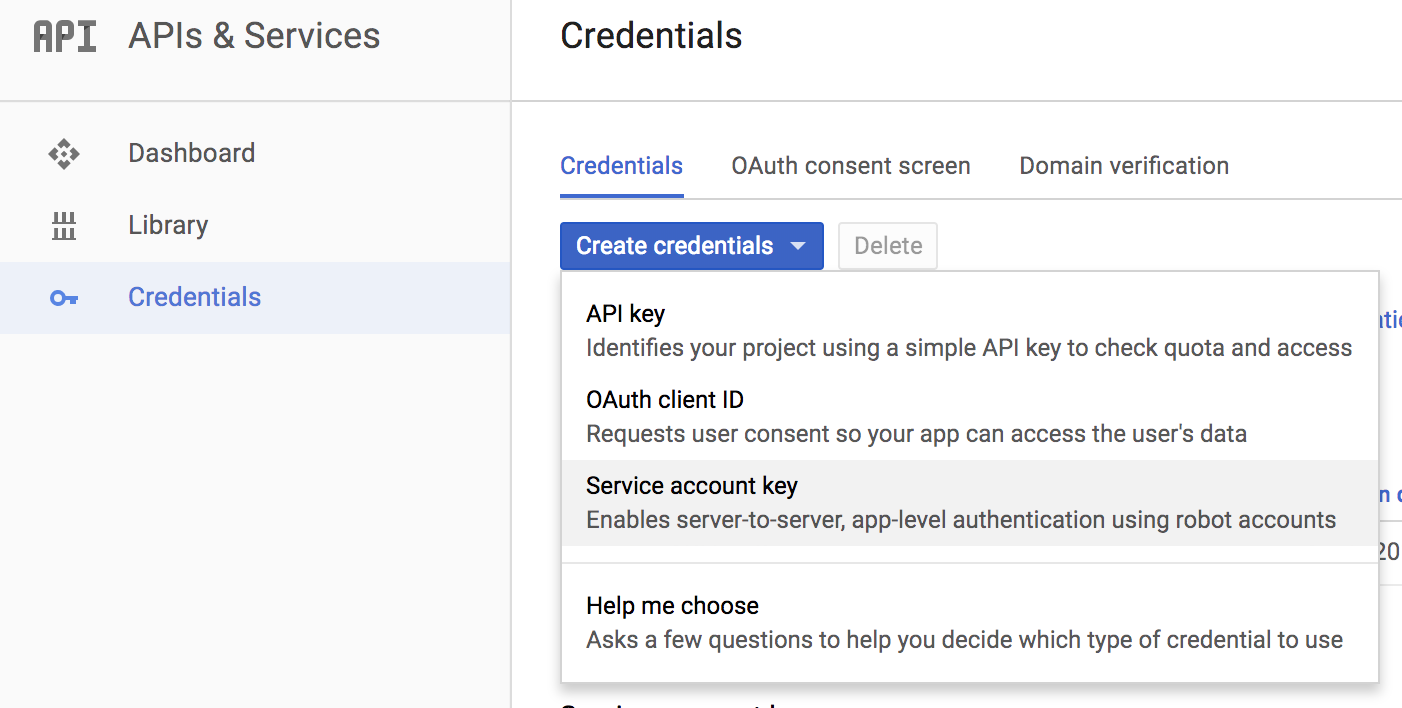 API APIs & Services
Credentials
Dashboard
Library
Credentials
Credentials OAuth consent screen Domain verification
Create credentials Delete
API key
Identifies your project using a simple API key to check quota and access
OAuth client ID
Requests user consent so your app can access the user's data
Service account key
Enables server-to-server, app-level authentication using robot accounts
20
Help me choose
Asks a few questions to help you decide which type of credential to use